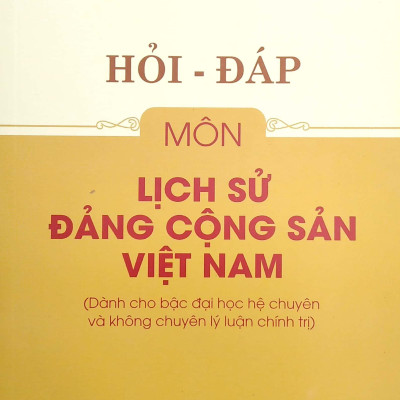 HỎI - ĐÁP
MÔN
LỊCH SỬ
ĐẢNG CỘNG SẢN
VIỆT NAM
(Dành cho bậc đại học hệ chuyên
và không chuyên lý luận chính trị)